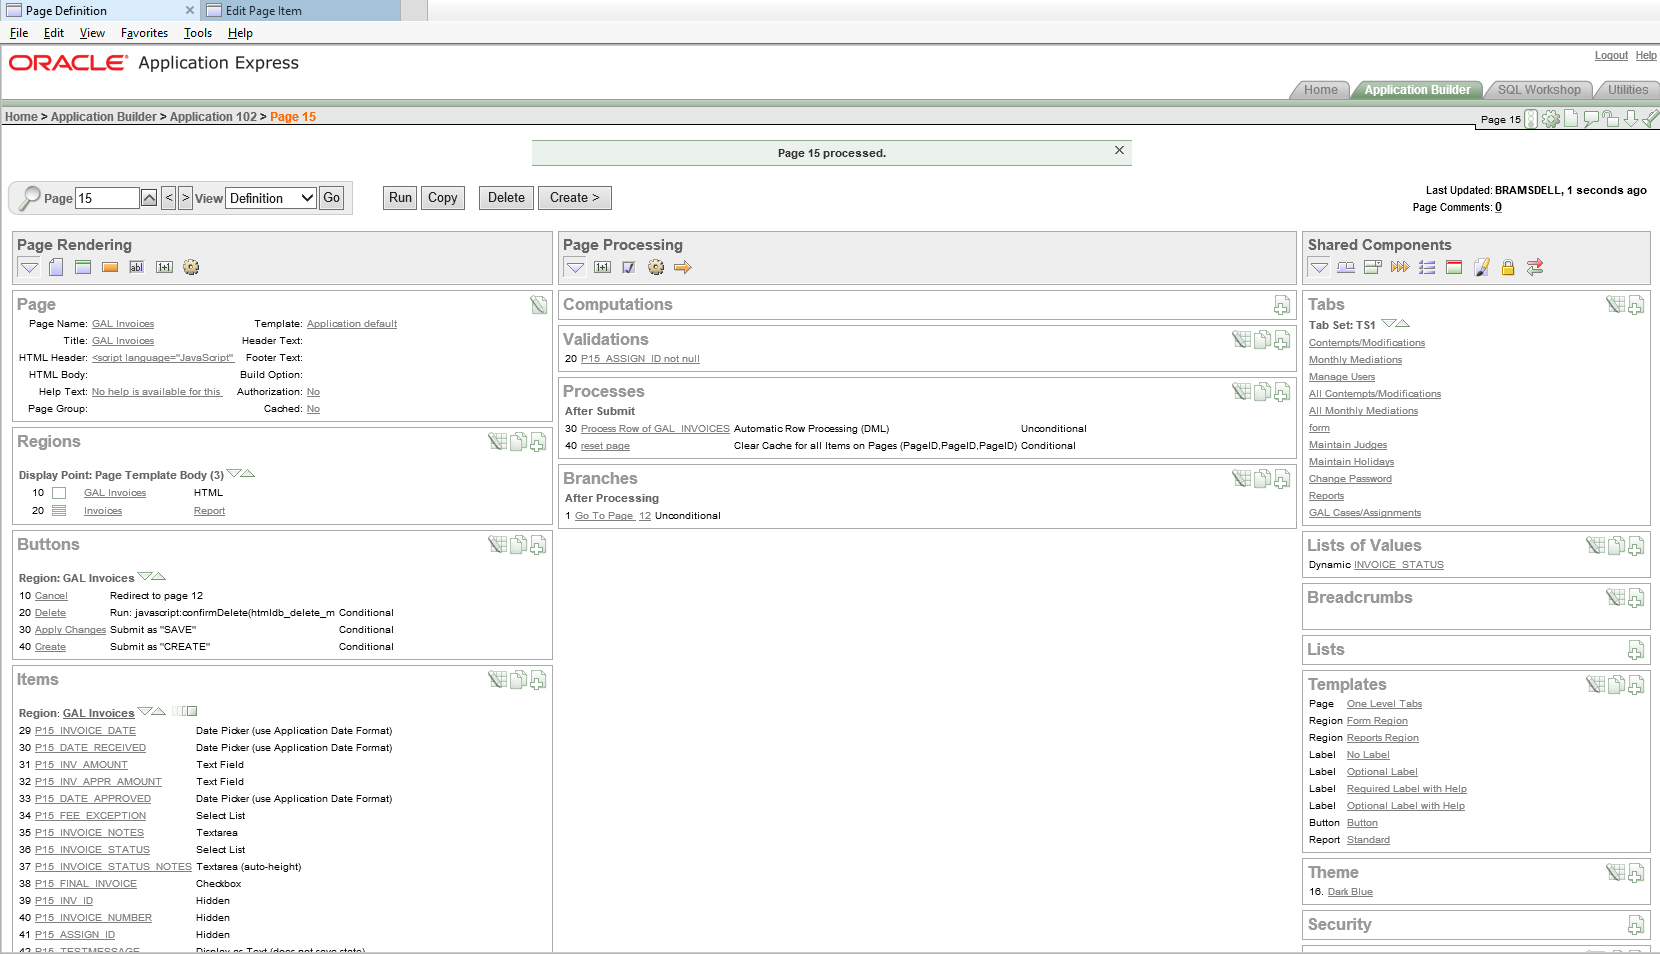 Page Definition
Edit Page Item
File Edit View Favorites Tools Help
ORACLE Application Express
Logout Help
Home Application Builder SQL Workshop Utilities
Home > Application Builder > Application 102 > Page 15
Page 15
Page 15 processed.
Page 15 < > View Definition Go Run Copy Delete Create >
Last Updated: BRAMSDELL, 1 seconds ago
Page Comments: 0
Page Rendering
Page
Page Name: GAL Invoices Template: Application default
Title: GAL Invoices Header Text:
HTML Header: <script language="JavaScript" Footer Text:
HTML Body: Build Option:
Help Text: No help is available for this Authorization: No
Page Group: Cached: No
Regions
Display Point: Page Template Body (3)
10 GAL Invoices HTML
20 Invoices Report
Buttons
Region: GAL Invoices
10 Cancel Redirect to page 12
20 Delete Run: javascript:confirmDelete(htmldb_delete_m Conditional
30 Apply Changes Submit as "SAVE" Conditional
40 Create Submit as "CREATE" Conditional
Items
Region: GAL Invoices
29 P15_INVOICE_DATE Date Picker (use Application Date Format)
30 P15_DATE_RECEIVED Date Picker (use Application Date Format)
31 P15_INV_AMOUNT Text Field
32 P15_INV_APPR_AMOUNT Text Field
33 P15_DATE_APPROVED Date Picker (use Application Date Format)
34 P15_FEE_EXCEPTION Select List
35 P15_INVOICE_NOTES Textarea
36 P15_INVOICE_STATUS Select List
37 P15_INVOICE_STATUS_NOTES Textarea (auto-height)
38 P15_FINAL_INVOICE Checkbox
39 P15_INV_ID Hidden
40 P15_INVOICE_NUMBER Hidden
41 P15_ASSIGN_ID Hidden
42 P15_TESTMESSAGE Display as Text (does not save state)
Page Processing
Computations
Validations
20 P15_ASSIGN_ID not null
Processes
After Submit
30 Process Row of GAL_INVOICES Automatic Row Processing (DML) Unconditional
40 reset page Clear Cache for all Items on Pages (PageID,PageID,PageID) Conditional
Branches
After Processing
1 Go To Page 12 Unconditional
Shared Components
Tabs
Tab Set: TS1
Contempts/Modifications
Monthly Mediations
Manage Users
All Contempts/Modifications
All Monthly Mediations
form
Maintain Judges
Maintain Holidays
Change Password
Reports
GAL Cases/Assignments
Lists of Values
Dynamic INVOICE_STATUS
Breadcrumbs
Lists
Templates
Page One Level Tabs
Region Form Region
Region Reports Region
Label No Label
Label Optional Label
Label Required Label with Help
Label Optional Label with Help
Button Button
Report Standard
Theme
16. Dark Blue
Security